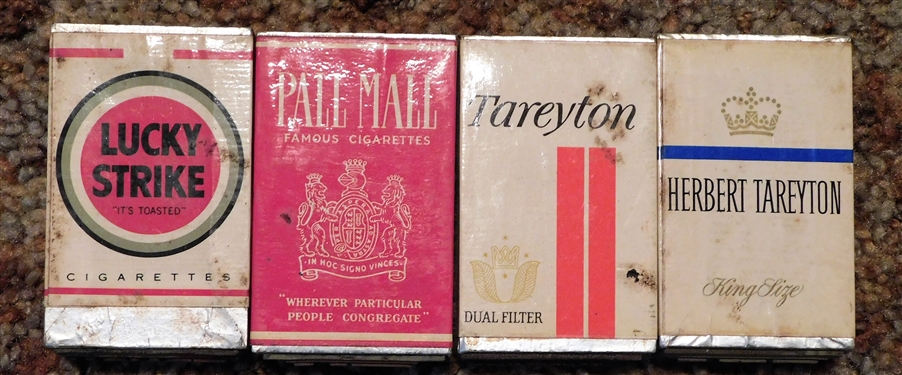 LUCKY
STRIKE
"IT'S TOASTED"
CIGARETTES
PALL MALL
FAMOUS CIGARETTES
IN HOC SIGNO VINCES
"WHEREVER PARTICULAR
PEOPLE CONGREGATE"
Tareyton
DUAL FILTER
HERBERT TAREYTON
King Size